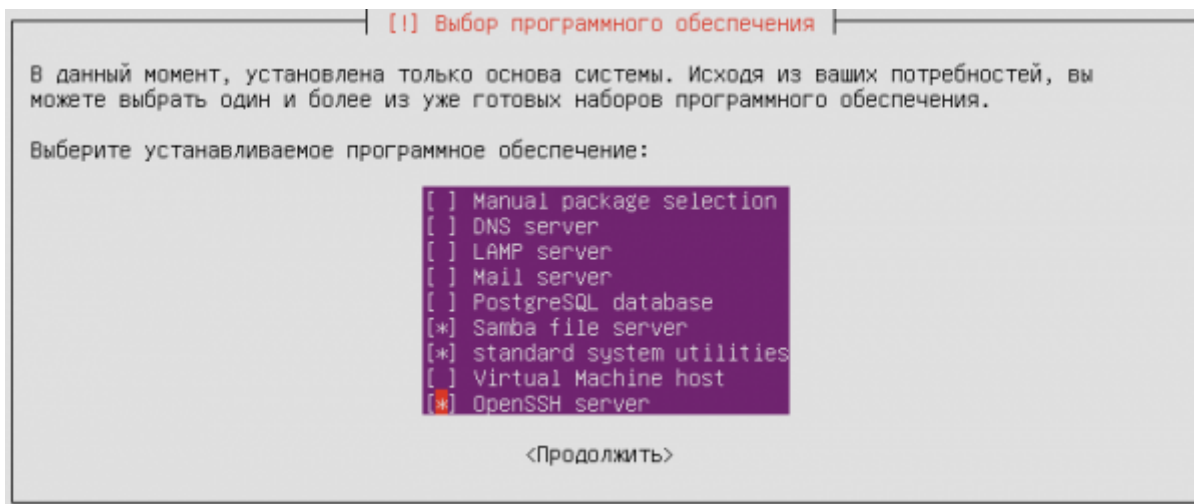 [!] Выбор программного обеспечения
В данный момент, установлена только основа системы. Исходя из ваших потребностей, вы
можете выбрать один и более из уже готовых наборов программного обеспечения.
Выберите устанавливаемое программное обеспечение:
[ ] Manual package selection
[ ] DNS server
[ ] LAMP server
[ ] Mail server
[ ] PostgreSQL database
[*] Samba file server
[*] standard system utilities
[ ] Virtual Machine host
[*] OpenSSH server
<Продолжить>